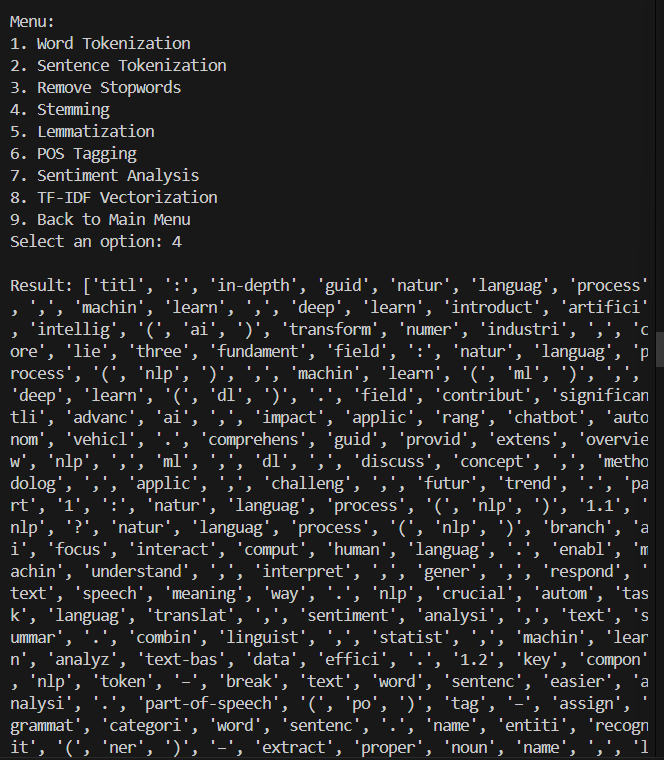 Menu:
1. Word Tokenization
2. Sentence Tokenization
3. Remove Stopwords
4. Stemming
5. Lemmatization
6. POS Tagging
7. Sentiment Analysis
8. TF-IDF Vectorization
9. Back to Main Menu
Select an option: 4
Result: ['titl', ':', 'in-depth', 'guid', 'natur', 'languag', 'process'
, ',', 'machin', 'learn', ',', 'deep', 'learn', 'introduct', 'artifici'
, 'intellig', '(', 'ai', ')', 'transform', 'numer', 'industri', ',', 'c
ore', 'lie', 'three', 'fundament', 'field', ':', 'natur', 'languag', 'p
rocess', '(', 'nlp', ')', ',', 'machin', 'learn', '(', 'ml', ')', ',',
'deep', 'learn', '(', 'dl', ')', '.', 'field', 'contribut', 'significan
tli', 'advanc', 'ai', ',', 'impact', 'applic', 'rang', 'chatbot', 'auto
nom', 'vehicl', '.', 'comprehens', 'guid', 'provid', 'extens', 'overvie
w', 'nlp', ',', 'ml', ',', 'dl', ',', 'discuss', 'concept', ',', 'metho
dolog', ',', 'applic', ',', 'challeng', ',', 'futur', 'trend', '.', 'pa
rt', '1', ':', 'natur', 'languag', 'process', '(', 'nlp', ')', '1.1', '
nlp', '?', 'natur', 'languag', 'process', '(', 'nlp', ')', 'branch', 'a
i', 'focus', 'interact', 'comput', 'human', 'languag', '.', 'enabl', 'm
achin', 'understand', ',', 'interpret', ',', 'gener', ',', 'respond', '
text', 'speech', 'meaning', 'way', '.', 'nlp', 'crucial', 'autom', 'tas
k', 'languag', 'translat', ',', 'sentiment', 'analysi', ',', 'text', 's
ummar', '.', 'combin', 'linguist', ',', 'statist', ',', 'machin', 'lear
n', 'analyz', 'text-bas', 'data', 'effici', '.', '1.2', 'key', 'compon'
, 'nlp', 'token', '–', 'break', 'text', 'word', 'sentenc', 'easier', 'a
nalysi', '.', 'part-of-speech', '(', 'po', ')', 'tag', '–', 'assign', '
grammat', 'categori', 'word', 'sentenc', '.', 'name', 'entiti', 'recogn
it', '(', 'ner', ')', '–', 'extract', 'proper', 'noun', 'name', ',', 'l